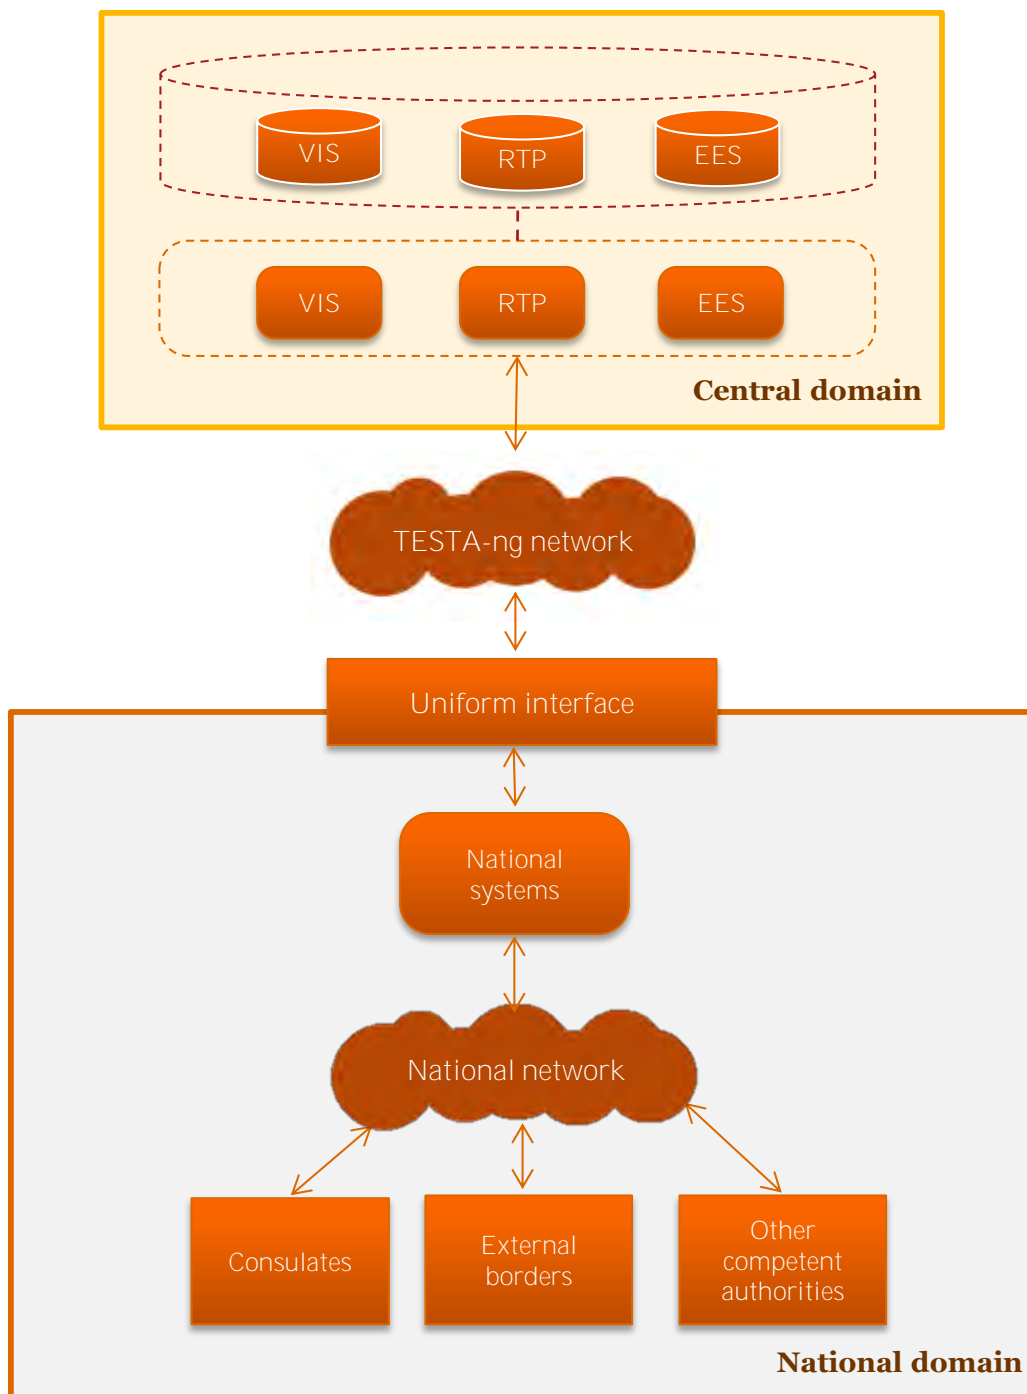 VIS
RTP
EES
VIS
RTP
EES
Central domain
TESTA-ng network
Uniform interface
National
systems
National network
Consulates
External
borders
Other
competent
authorities
National domain